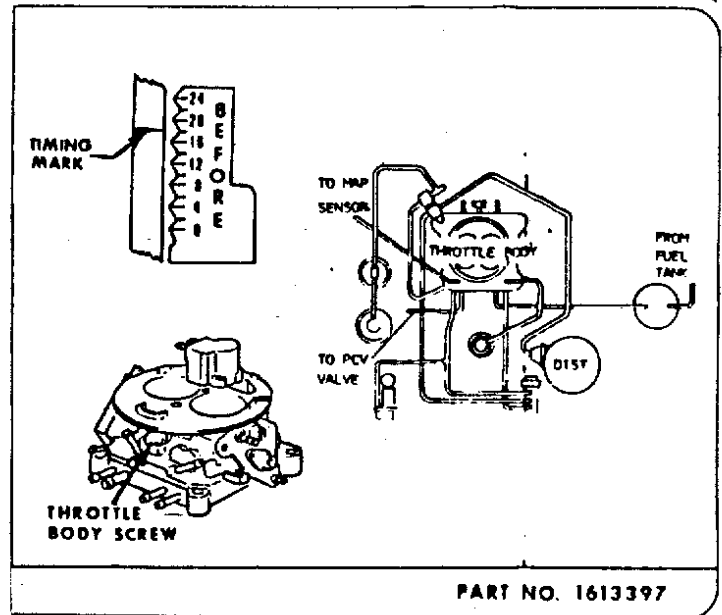 24
20
16
12
8
4
0
BEFORE
TIMING
MARK
TO MAP
SENSOR
THROTTLE BODY
FROM
FUEL
TANK
TO PCV
VALVE
DIST
THROTTLE
BODY SCREW
PART NO. 1613397